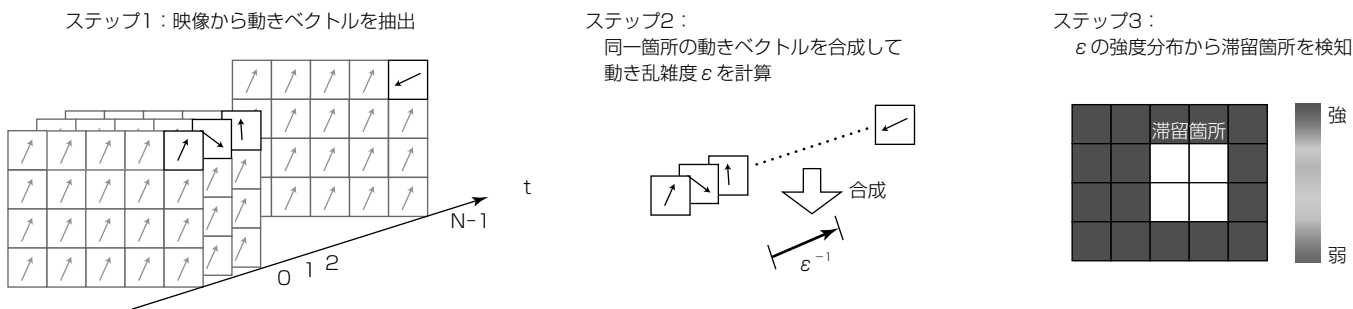 ステップ1：映像から動きベクトルを抽出
0
1
2
N-1
t
ステップ2：
同一箇所の動きベクトルを合成して
動き乱雑度εを計算
合成
ε⁻¹
ステップ3：
εの強度分布から滞留箇所を検知
滞留箇所
強
弱